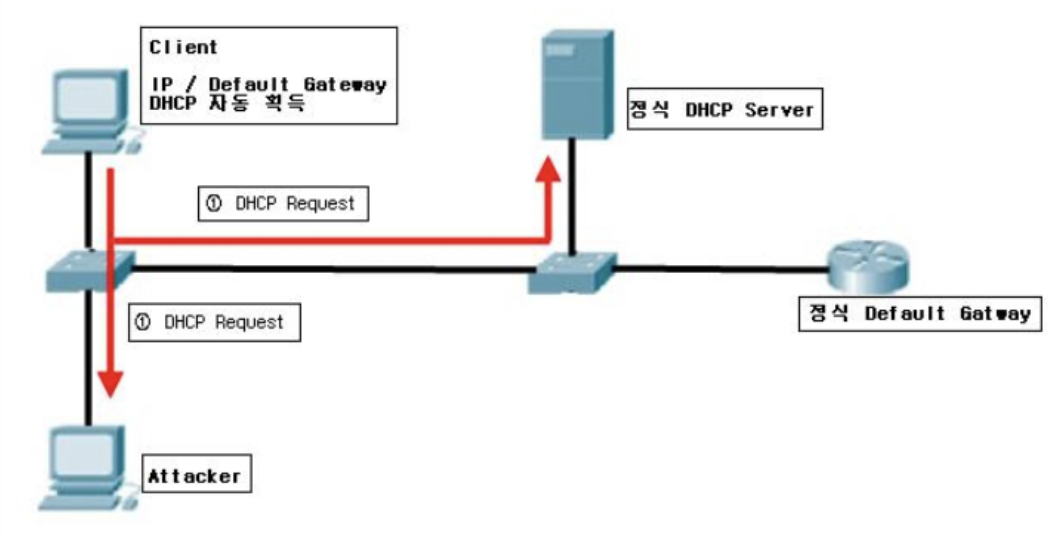 Client
IP / Default Gateway
DHCP 자동 획득
정식 DHCP Server
① DHCP Request
① DHCP Request
정식 Default Gatway
Attacker